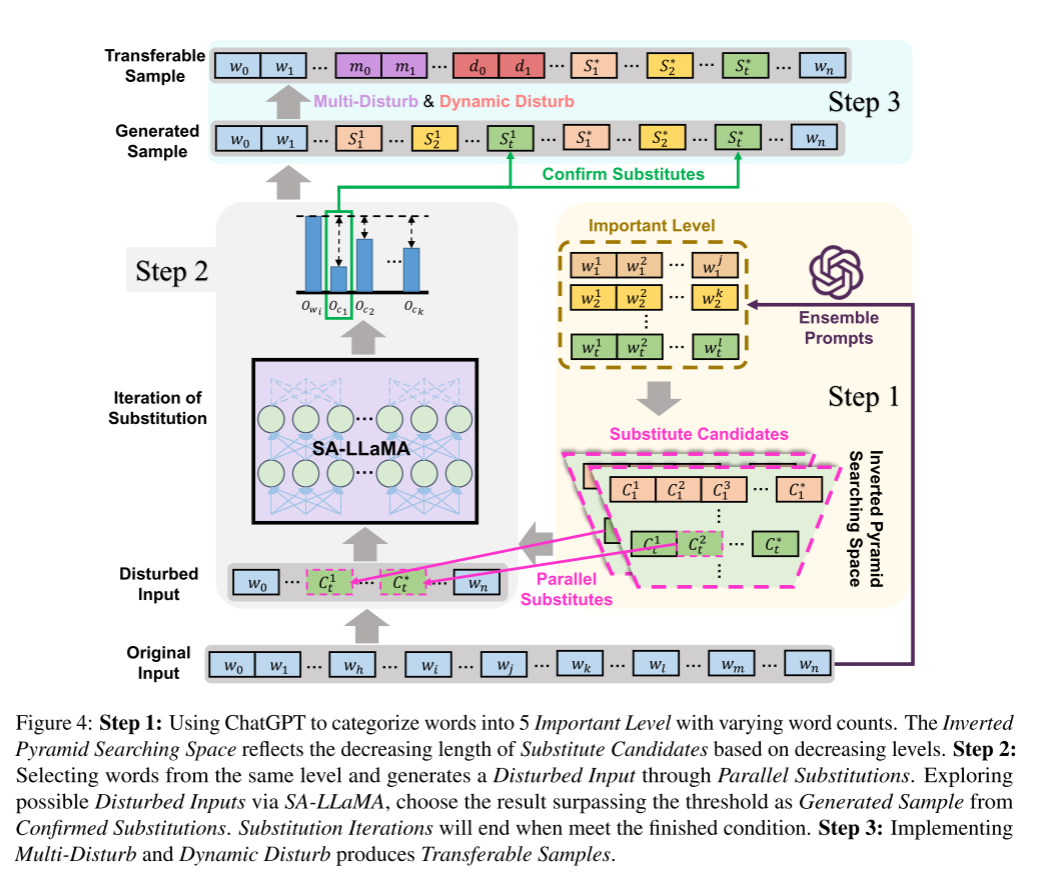 Transferable
Sample
w_0 w_1 ... m_0 m_1 ... d_0 d_1 ... S_1^* ... S_2^* ... S_t^* ... w_n
Multi-Disturb & Dynamic Disturb
Step 3
Generated
Sample
w_0 w_1 ... S_1^1 ... S_2^1 ... S_t^1 ... S_1^* ... S_2^* ... S_t^* ... w_n
Confirm Substitutes
Step 2
...
O_{w_i} O_{c_1} O_{c_2} O_{c_k}
Iteration of
Substitution
... ...
SA-LLaMA
Important Level
w_1^1 w_1^2 ... w_1^j
w_2^1 w_2^2 ... w_2^k
⋮
w_t^1 w_t^2 ... w_t^l
Ensemble
Prompts
Step 1
Substitute Candidates
C_1^1 C_1^2 C_1^3 ... C_1^*
⋮
C_t^1 C_t^2 ... C_t^*
⋮
Inverted Pyramid
Searching Space
Parallel
Substitutes
Disturbed
Input
w_0 ... C_t^1 ... C_t^* ... w_n
Original
Input
w_0 w_1 ... w_h ... w_i ... w_j ... w_k ... w_l ... w_m ... w_n
Figure 4: Step 1: Using ChatGPT to categorize words into 5 Important Level with varying word counts. The Inverted
Pyramid Searching Space reflects the decreasing length of Substitute Candidates based on decreasing levels. Step 2:
Selecting words from the same level and generates a Disturbed Input through Parallel Substitutions. Exploring
possible Disturbed Inputs via SA-LLaMA, choose the result surpassing the threshold as Generated Sample from
Confirmed Substitutions. Substitution Iterations will end when meet the finished condition. Step 3: Implementing
Multi-Disturb and Dynamic Disturb produces Transferable Samples.